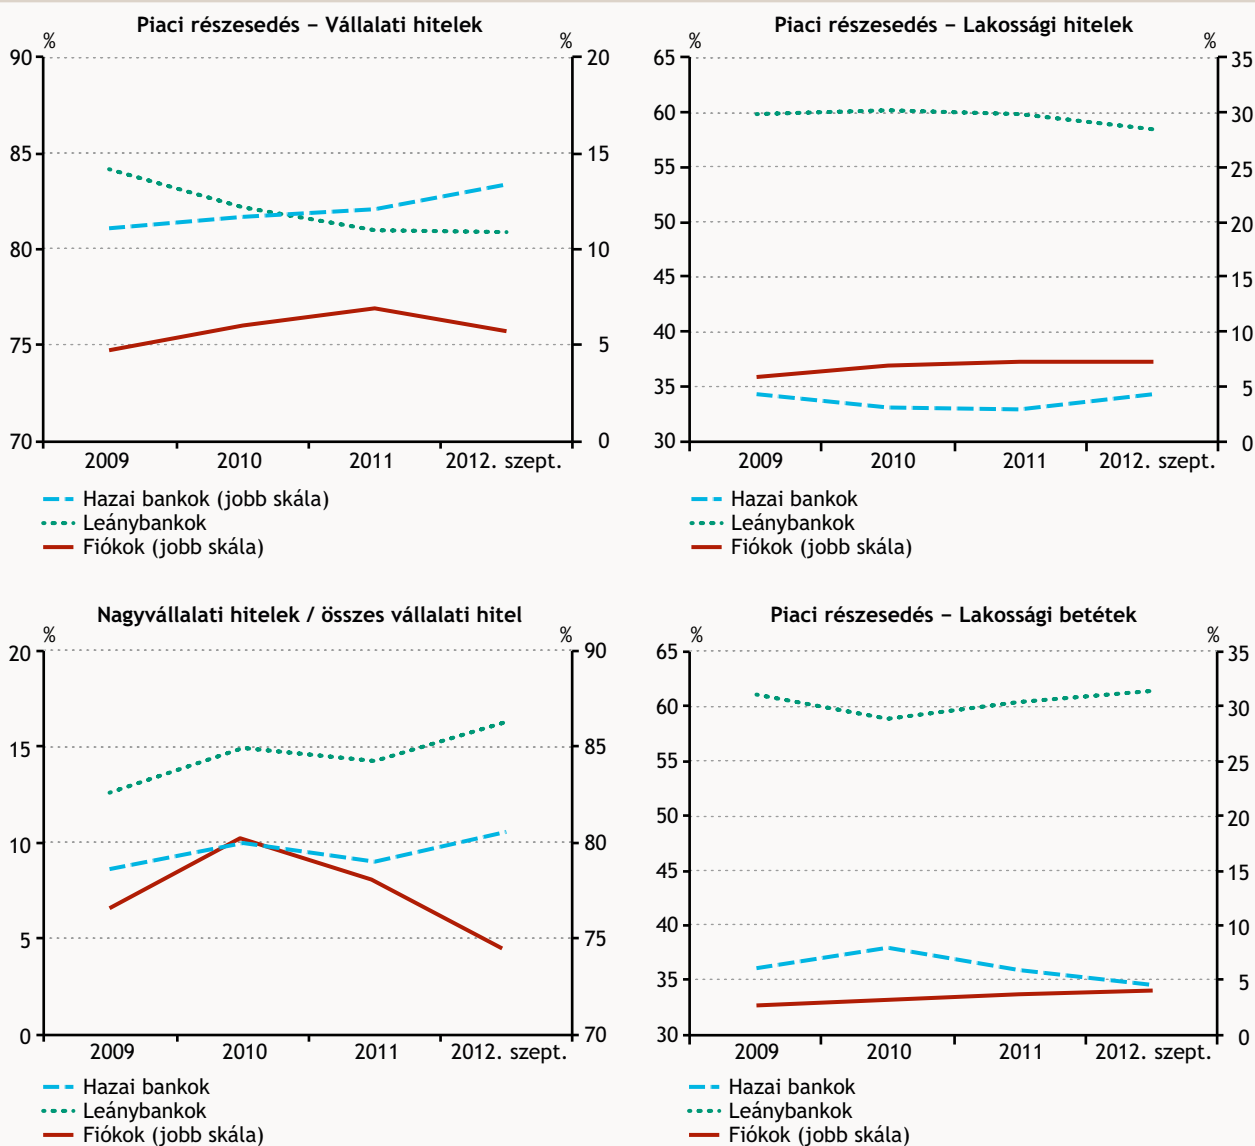 Piaci részesedés – Vállalati hitelek
% %
90 20
85 15
80 10
75 5
70 0
2009 2010 2011 2012. szept.
Hazai bankok (jobb skála)
Leánybankok
Fiókok (jobb skála)
Piaci részesedés – Lakossági hitelek
% %
65 35
60 30
55 25
50 20
45 15
40 10
35 5
30 0
2009 2010 2011 2012. szept.
Hazai bankok
Leánybankok
Fiókok (jobb skála)
Nagyvállalati hitelek / összes vállalati hitel
% %
20 90
15 85
10 80
5 75
0 70
2009 2010 2011 2012. szept.
Hazai bankok
Leánybankok
Fiókok (jobb skála)
Piaci részesedés – Lakossági betétek
% %
65 35
60 30
55 25
50 20
45 15
40 10
35 5
30 0
2009 2010 2011 2012. szept.
Hazai bankok
Leánybankok
Fiókok (jobb skála)